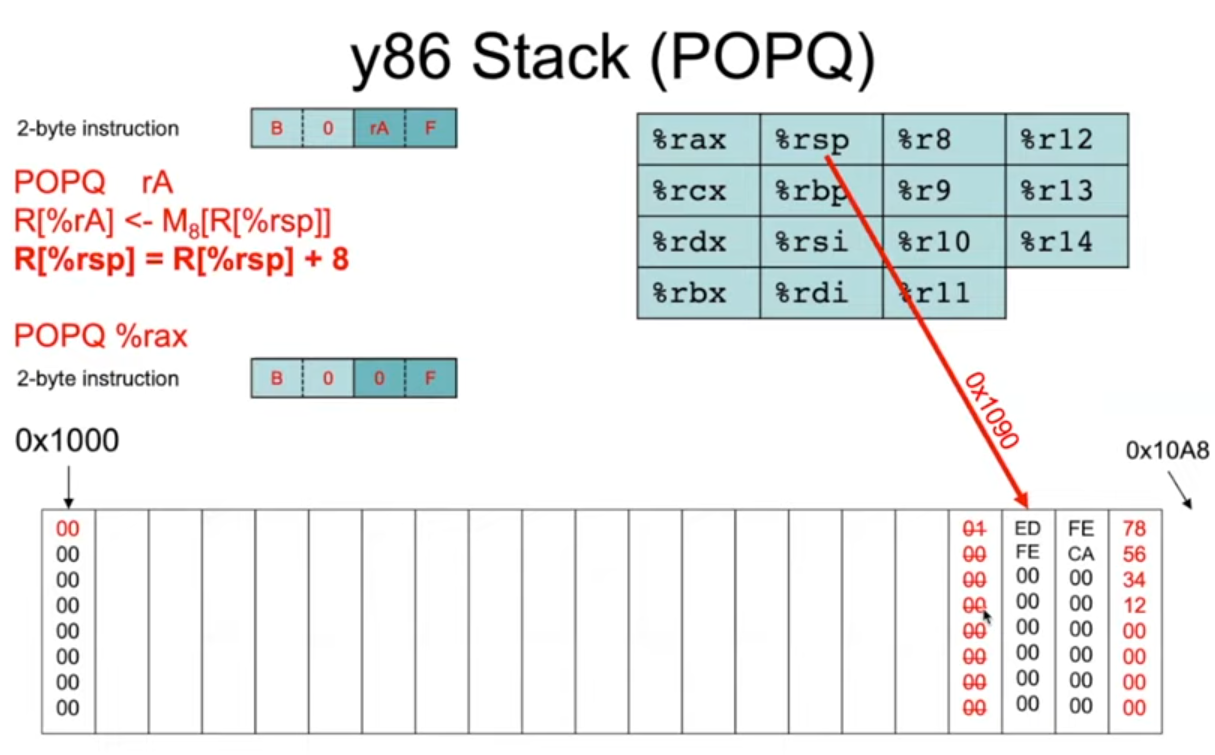 y86 Stack (POPQ)
2-byte instruction B 0 rA F
POPQ rA
R[%rA] <- M8[R[%rsp]]
R[%rsp] = R[%rsp] + 8
POPQ %rax
2-byte instruction B 0 0 F
%rax %rsp %r8 %r12
%rcx %rbp %r9 %r13
%rdx %rsi %r10 %r14
%rbx %rdi %r11
0x1090
0x1000
0x10A8
00 01 ED FE 78
00 00 FE CA 56
00 00 00 00 34
00 00 00 00 12
00 00 00 00 00
00 00 00 00 00
00 00 00 00 00
00 00 00 00 00